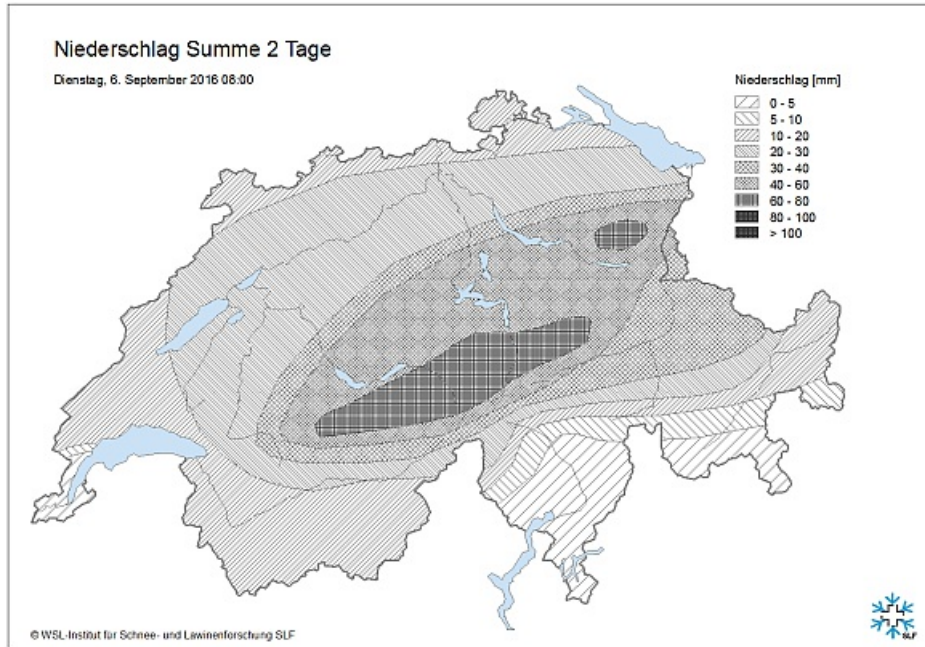 Niederschlag Summe 2 Tage
Dienstag, 6. September 2016 08:00
Niederschlag [mm]
0 - 5
5 - 10
10 - 20
20 - 30
30 - 40
40 - 60
60 - 80
80 - 100
> 100
© WSL-Institut für Schnee- und Lawinenforschung SLF
SLF